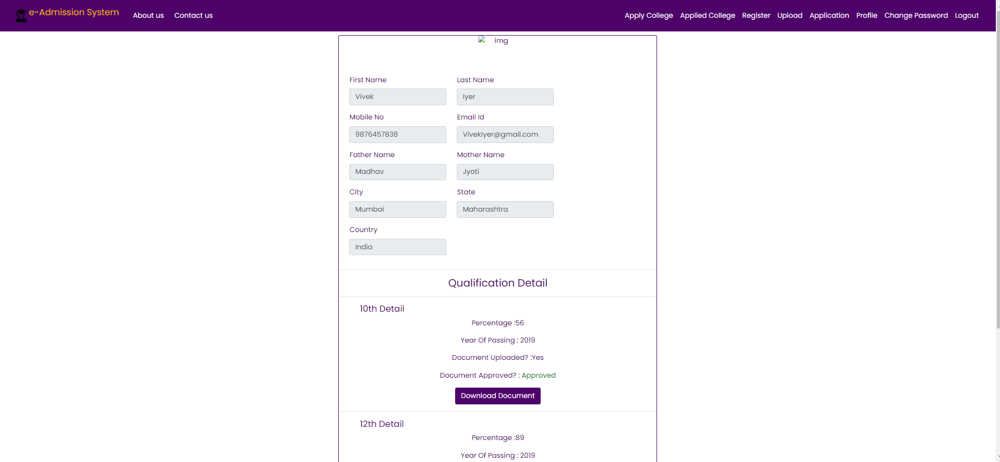 e-Admission System About us Contact us Apply College Applied College Register Upload Application Profile Change Password Logout
img
First Name Last Name
Vivek Iyer
Mobile No Email Id
9876457838 VivekIyer@gmail.com
Father Name Mother Name
Madhav Jyoti
City State
Mumbai Maharashtra
Country
India
Qualification Detail
10th Detail
Percentage :56
Year Of Passing : 2019
Document Uploaded? :Yes
Document Approved? : Approved
Download Document
12th Detail
Percentage :89
Year Of Passing : 2019